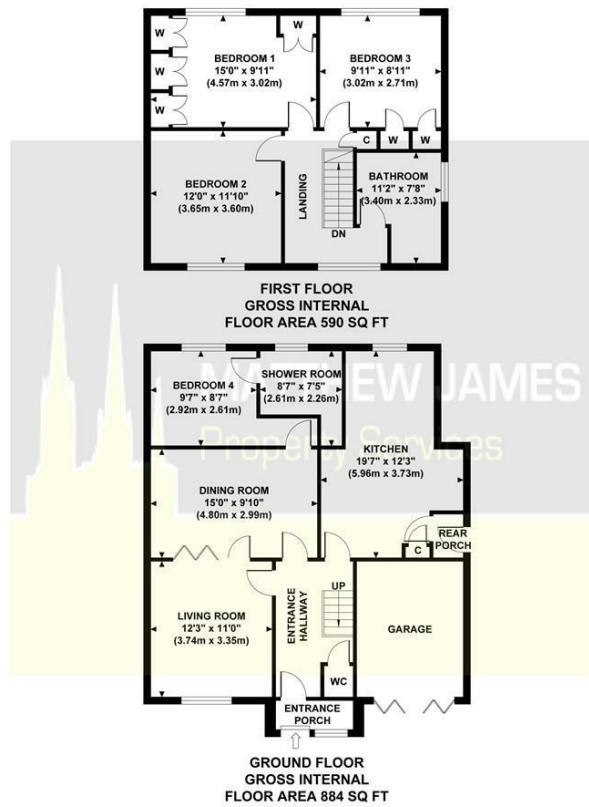 W
W
W
W
BEDROOM 1
15'0" x 9'11"
(4.57m x 3.02m)
BEDROOM 3
9'11" x 8'11"
(3.02m x 2.71m)
C
W
W
BEDROOM 2
12'0" x 11'10"
(3.65m x 3.60m)
LANDING
DN
BATHROOM
11'2" x 7'8"
(3.40m x 2.33m)
FIRST FLOOR
GROSS INTERNAL
FLOOR AREA 590 SQ FT
MATTHEW JAMES
Property Services
BEDROOM 4
9'7" x 8'7"
(2.92m x 2.61m)
SHOWER ROOM
8'7" x 7'5"
(2.61m x 2.26m)
KITCHEN
19'7" x 12'3"
(5.96m x 3.73m)
DINING ROOM
15'0" x 9'10"
(4.80m x 2.99m)
REAR
PORCH
C
LIVING ROOM
12'3" x 11'0"
(3.74m x 3.35m)
ENTRANCE
HALLWAY
UP
GARAGE
WC
ENTRANCE
PORCH
GROUND FLOOR
GROSS INTERNAL
FLOOR AREA 884 SQ FT